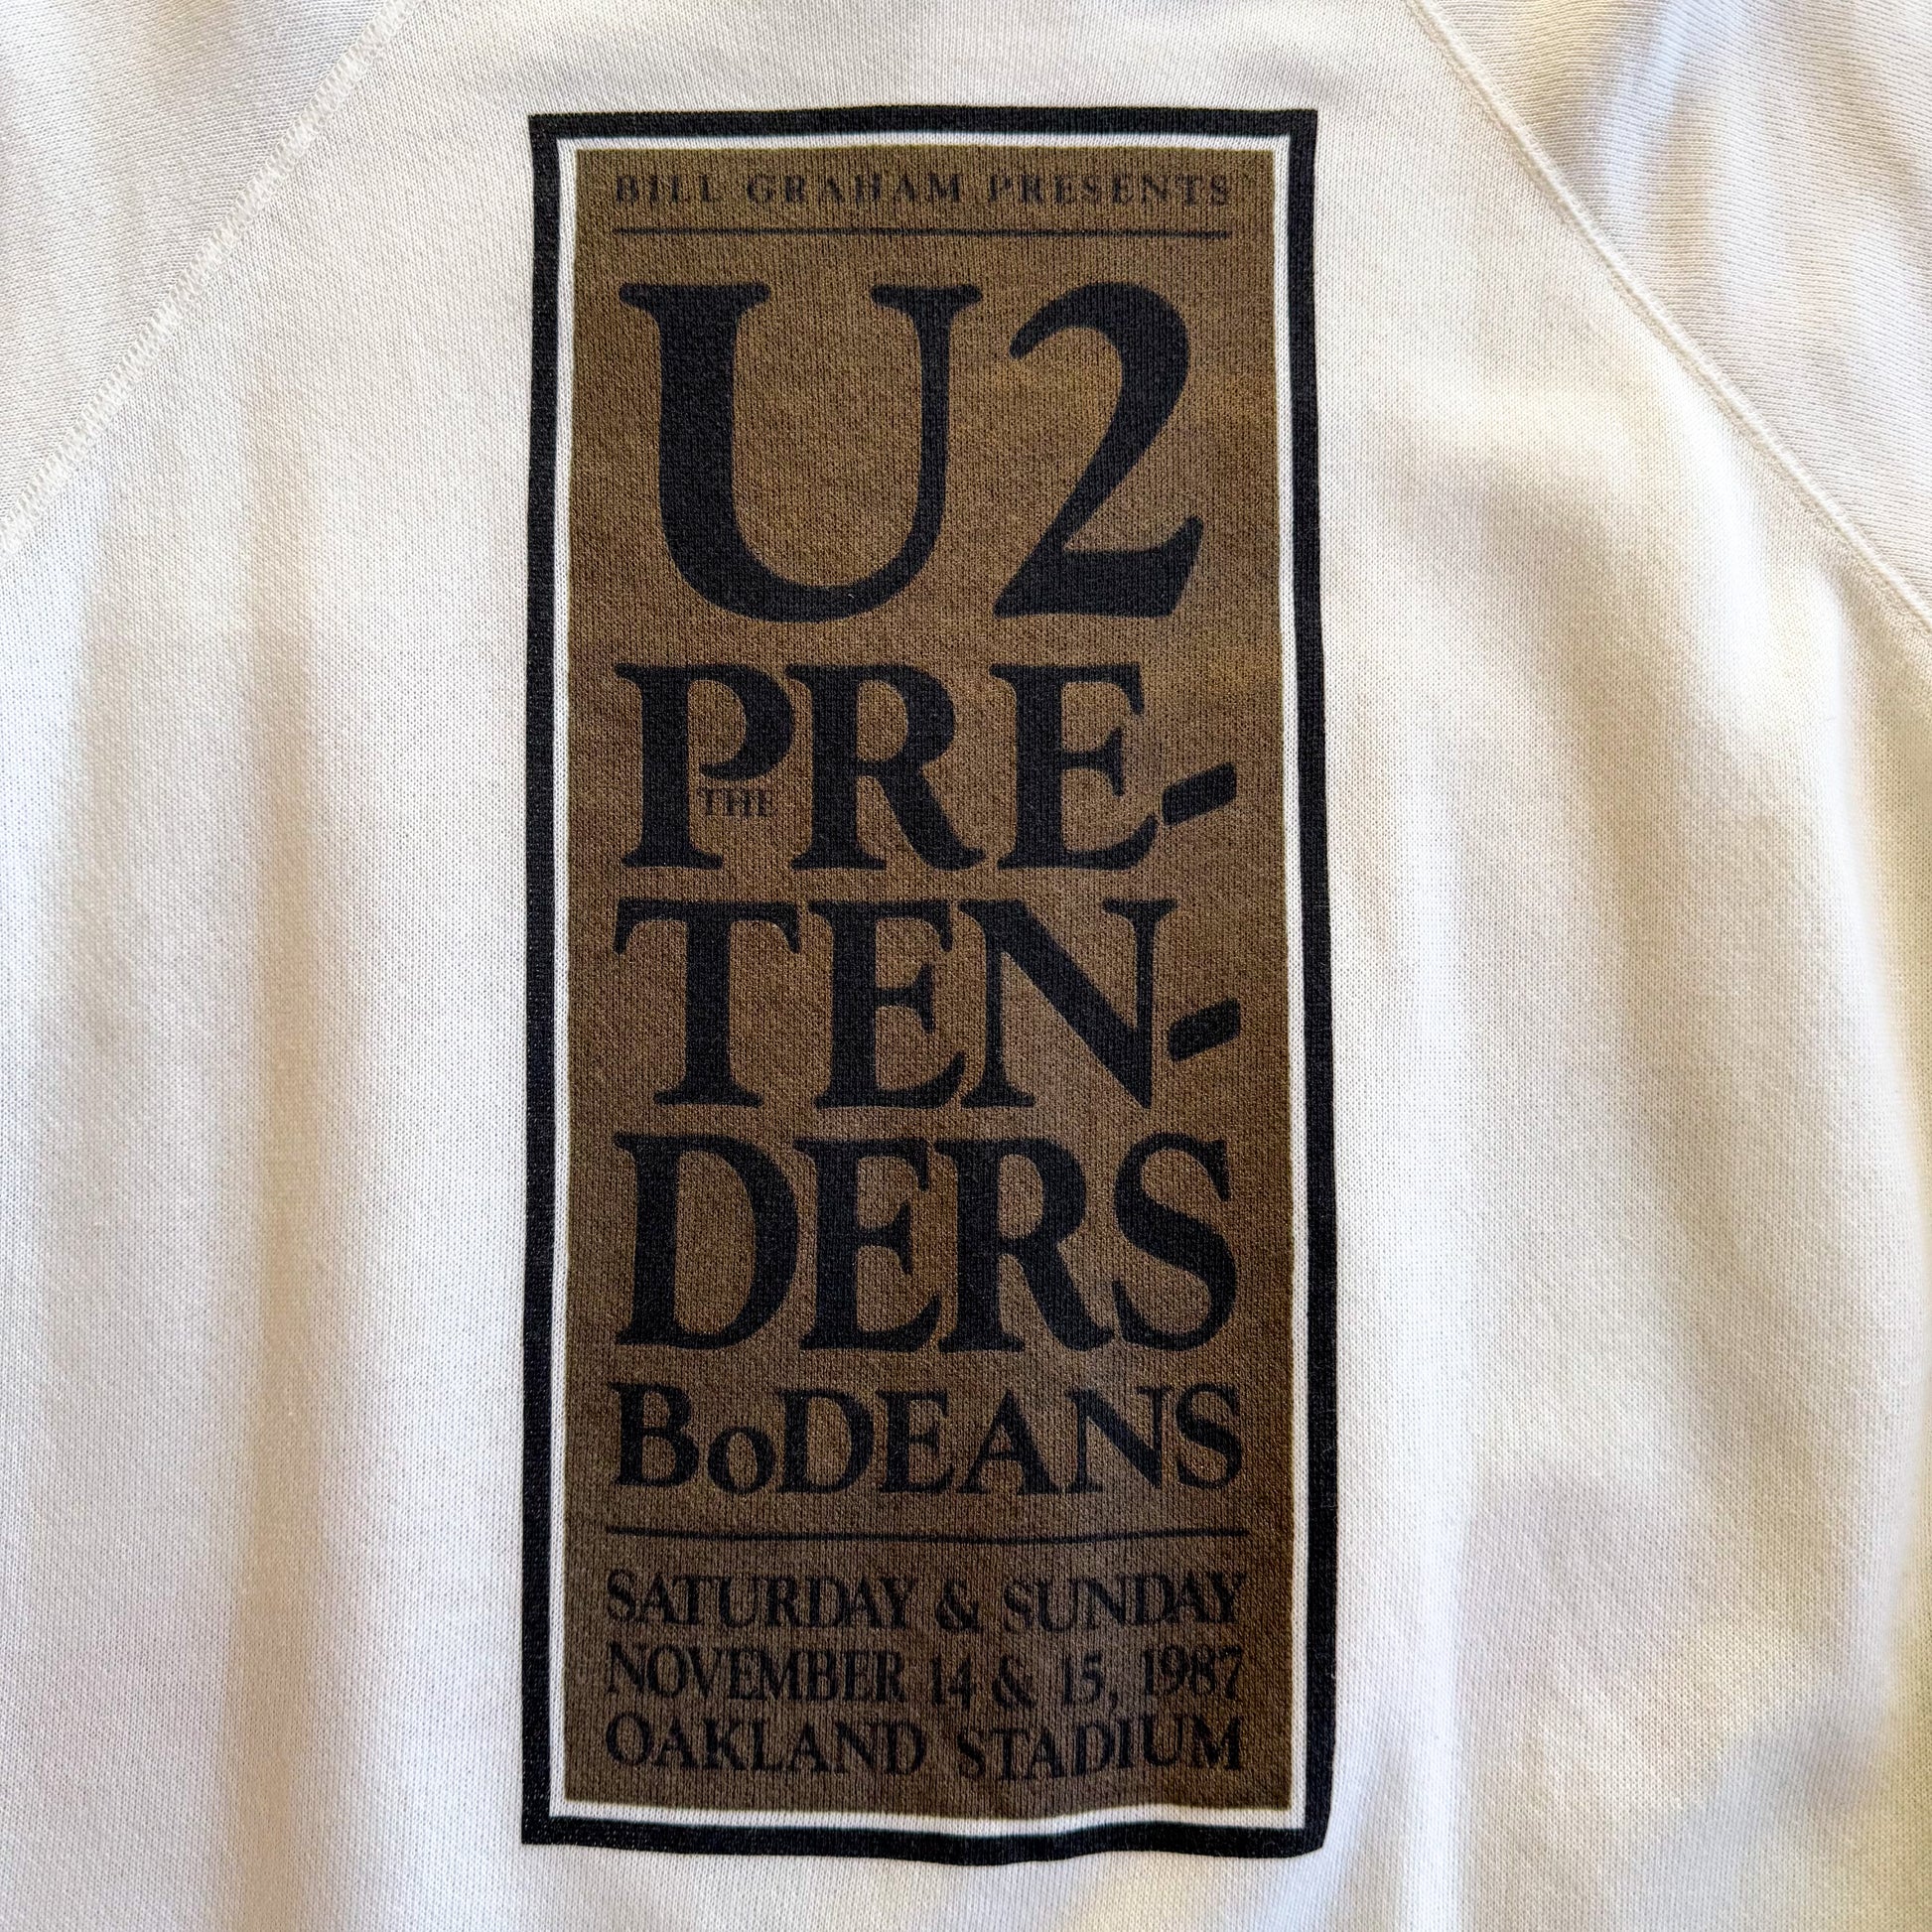 BILL GRAHAM PRESENTS
U2
THE PRE-
TEN-
DERS
BoDEANS
SATURDAY & SUNDAY
NOVEMBER 14 & 15, 1987
OAKLAND STADIUM